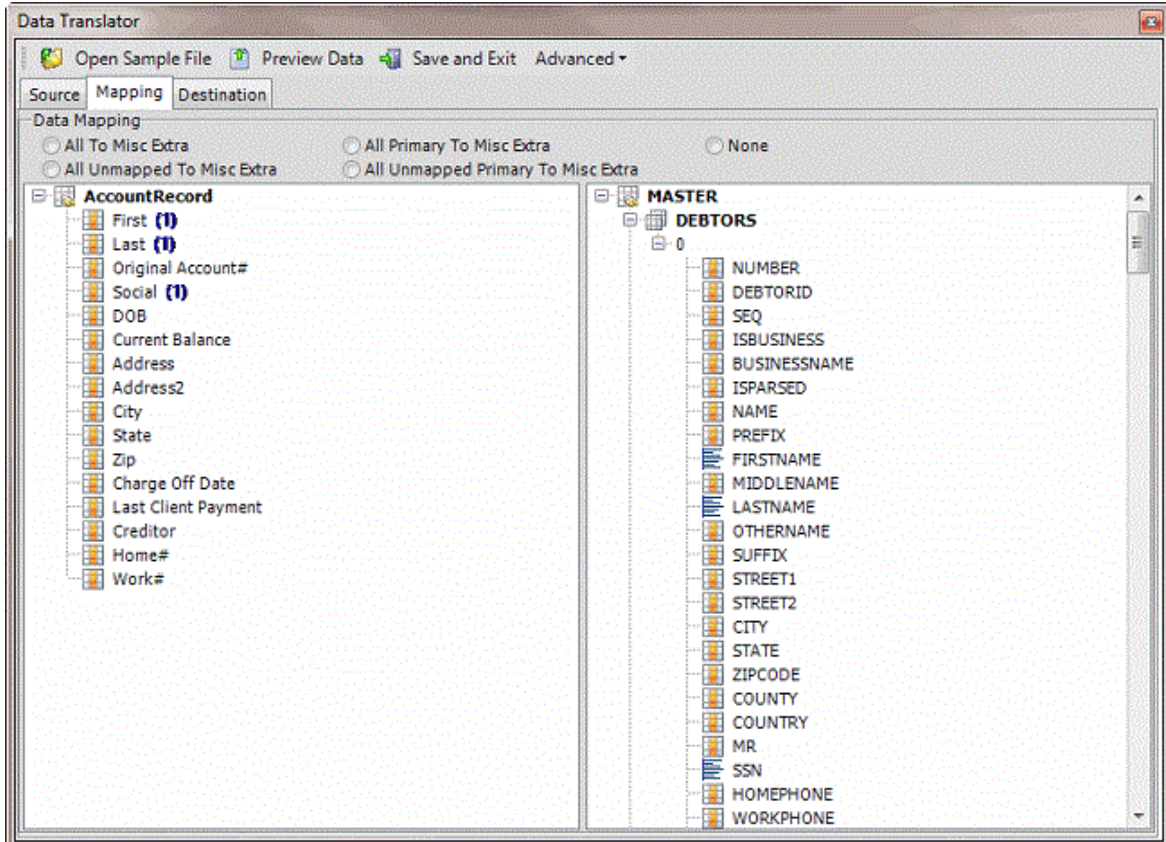 Data Translator
Open Sample File Preview Data Save and Exit Advanced
Source Mapping Destination
Data Mapping
All To Misc Extra All Primary To Misc Extra None
All Unmapped To Misc Extra All Unmapped Primary To Misc Extra
AccountRecord
First (1)
Last (1)
Original Account#
Social (1)
DOB
Current Balance
Address
Address2
City
State
Zip
Charge Off Date
Last Client Payment
Creditor
Home#
Work#
MASTER
DEBTORS
0
NUMBER
DEBTORID
SEQ
ISBUSINESS
BUSINESSNAME
ISPARSED
NAME
PREFIX
FIRSTNAME
MIDDLENAME
LASTNAME
OTHERNAME
SUFFIX
STREET1
STREET2
CITY
STATE
ZIPCODE
COUNTY
COUNTRY
MR
SSN
HOMEPHONE
WORKPHONE